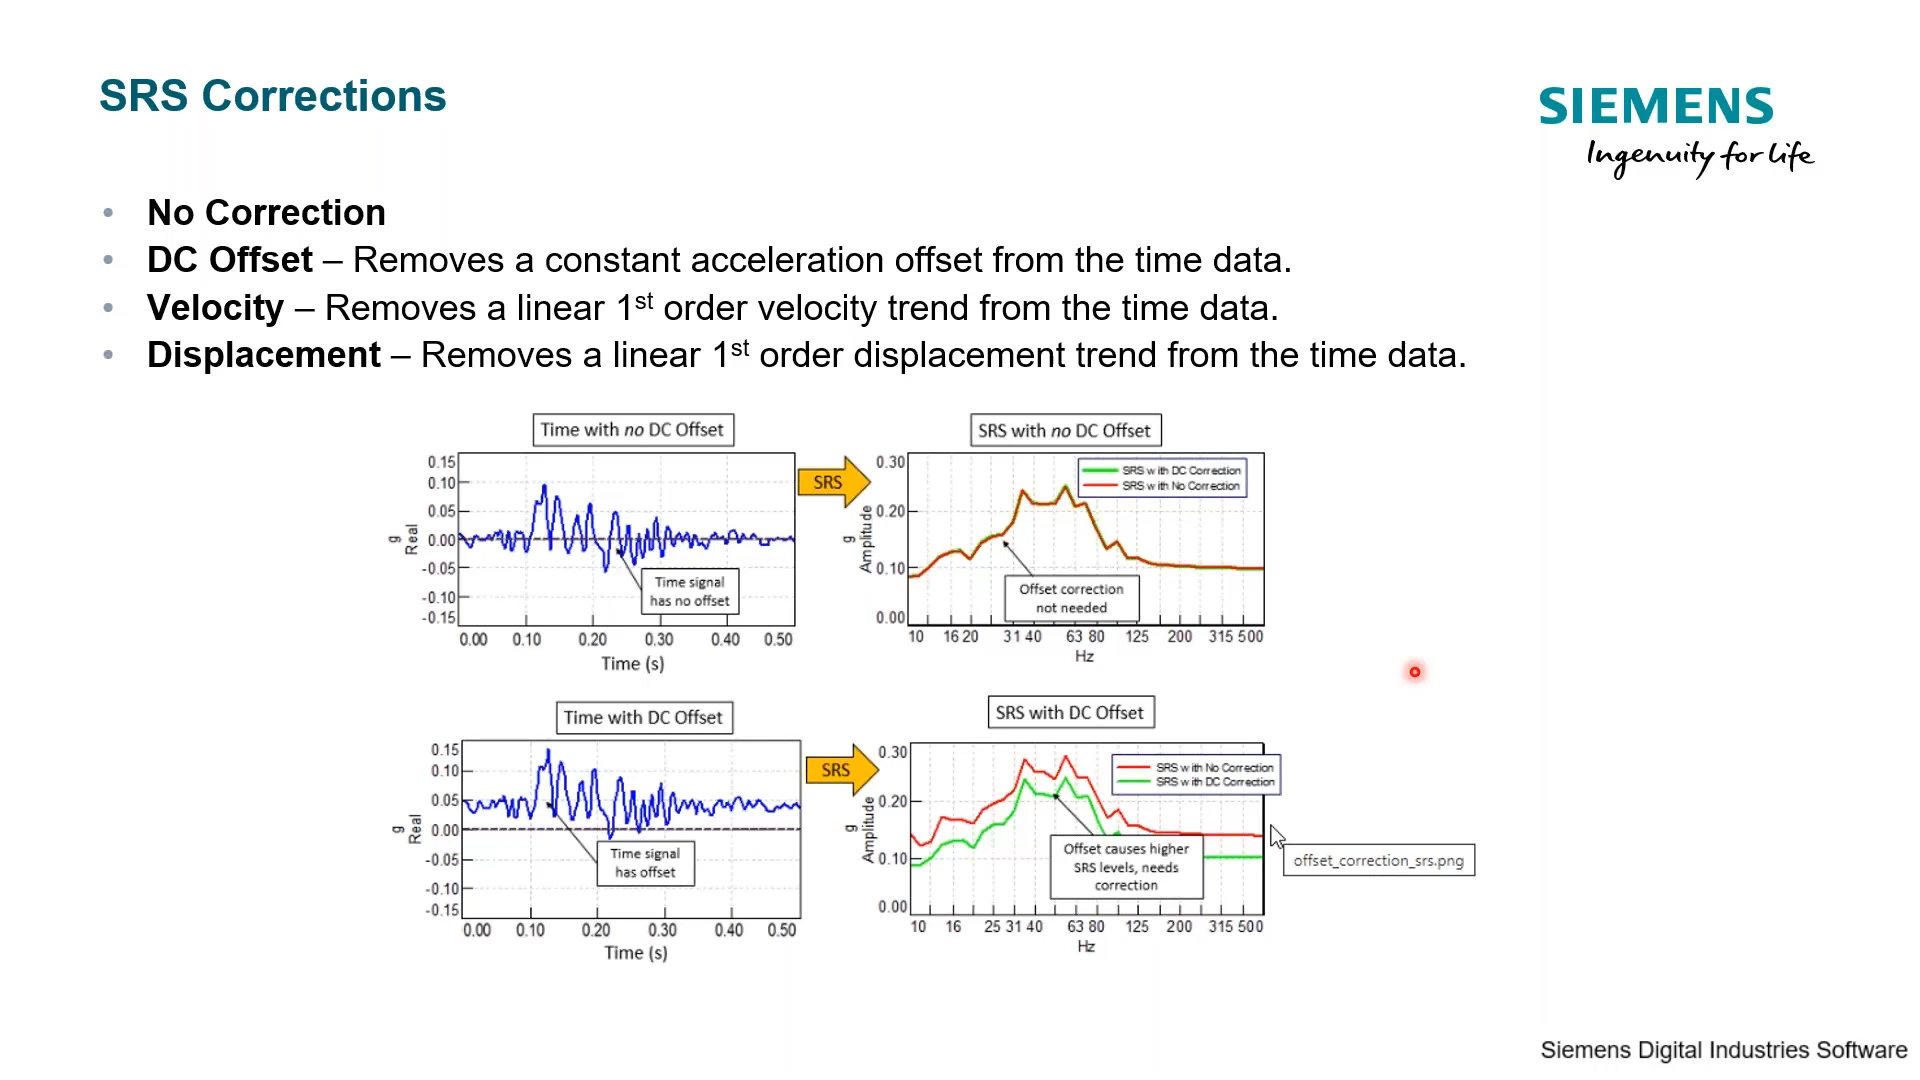 SRS Corrections
SIEMENS
Ingenuity for life
• No Correction
• DC Offset – Removes a constant acceleration offset from the time data.
• Velocity – Removes a linear 1st order velocity trend from the time data.
• Displacement – Removes a linear 1st order displacement trend from the time data.
Time with no DC Offset
0.15
0.10
0.05
0.00
-0.05
-0.10
-0.15
g
Real
Time signal
has no offset
0.00 0.10 0.20 0.30 0.40 0.50
Time (s)
SRS
SRS with no DC Offset
0.30
0.20
0.10
0.00
g
Amplitude
SRS with DC Correction
SRS with No Correction
Offset correction
not needed
10 16 20 31 40 63 80 125 200 315 500
Hz
Time with DC Offset
0.15
0.10
0.05
0.00
-0.05
-0.10
-0.15
g
Real
Time signal
has offset
0.00 0.10 0.20 0.30 0.40 0.50
Time (s)
SRS
SRS with DC Offset
0.30
0.20
0.10
0.00
g
Amplitude
SRS with No Correction
SRS with DC Correction
Offset causes higher
SRS levels, needs
correction
10 16 25 31 40 63 80 125 200 315 500
Hz
offset_correction_srs.png
Siemens Digital Industries Software